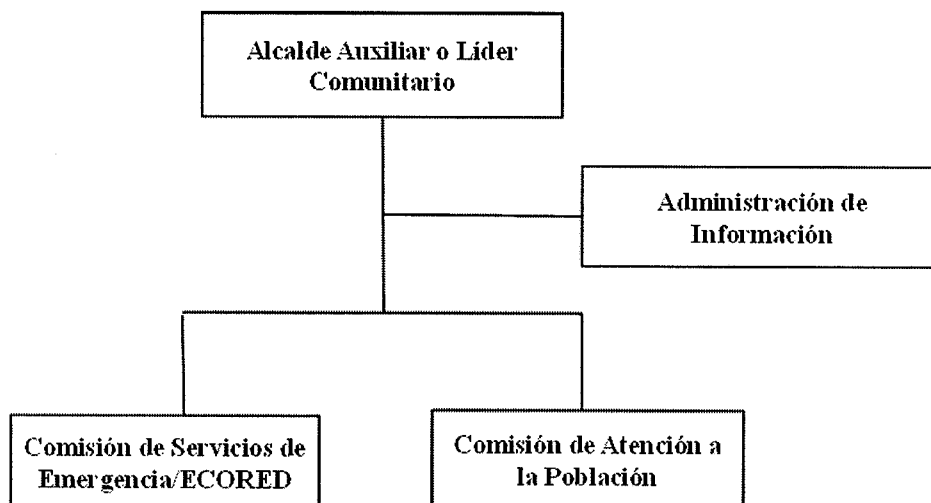 Alcalde Auxiliar o Líder
Comunitario
Administración de
Información
Comisión de Servicios de
Emergencia/ECORED
Comisión de Atención a
la Población